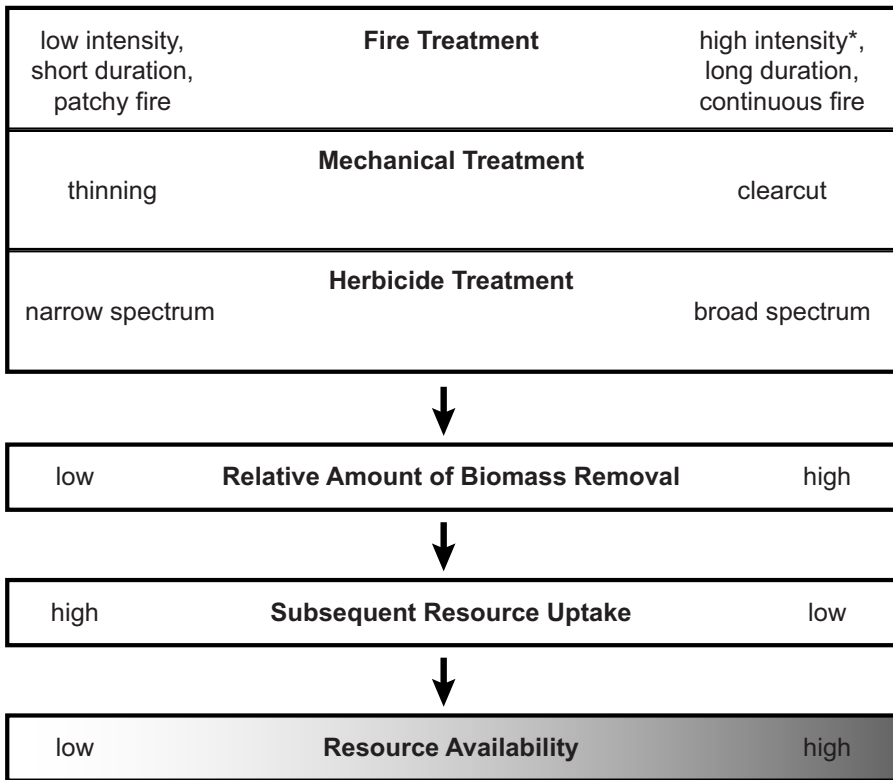 Fire Treatment
low intensity,
short duration,
patchy fire
high intensity*,
long duration,
continuous fire
Mechanical Treatment
thinning
clearcut
Herbicide Treatment
narrow spectrum
broad spectrum
low Relative Amount of Biomass Removal high
high Subsequent Resource Uptake low
low Resource Availability high